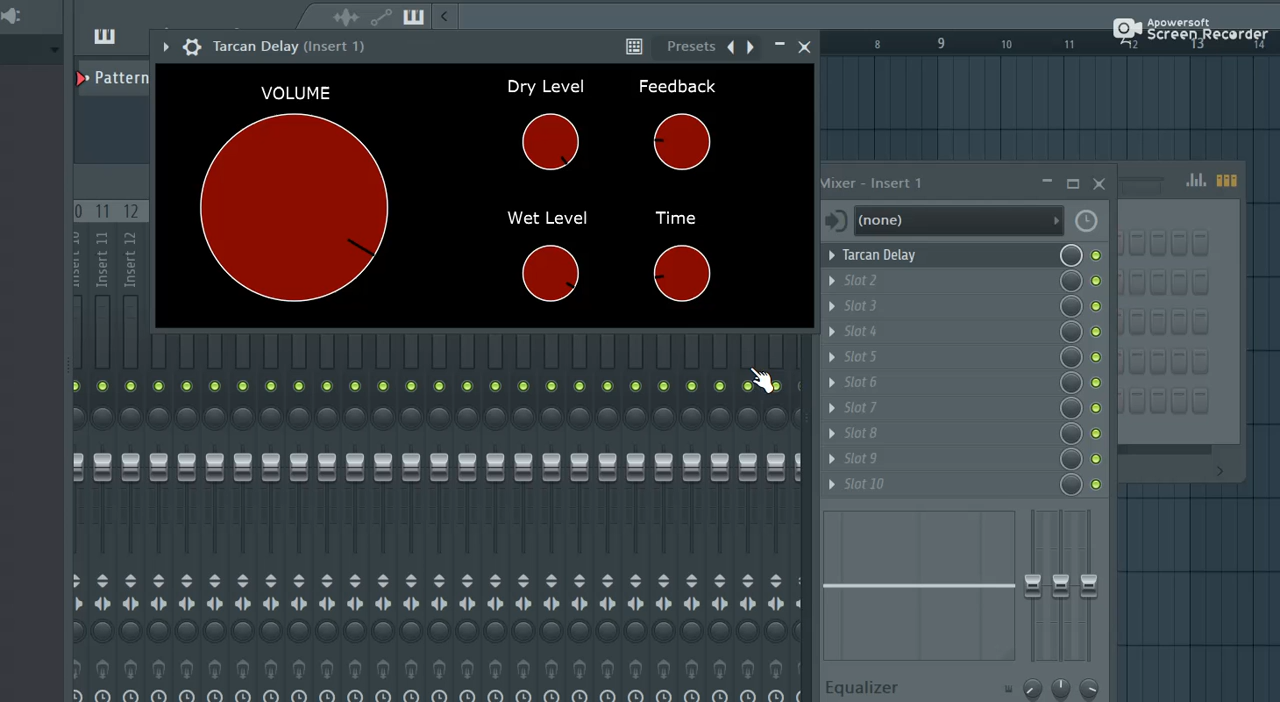 Apowersoft
Screen Recorder
Tarcan Delay (Insert 1)
Presets
8 9 10 11 12 13 14
Pattern
VOLUME
Dry Level
Feedback
Wet Level
Time
Mixer - Insert 1
(none)
0 11 12
Insert 10
Insert 11
Insert 12
Tarcan Delay
Slot 2
Slot 3
Slot 4
Slot 5
Slot 6
Slot 7
Slot 8
Slot 9
Slot 10
Equalizer